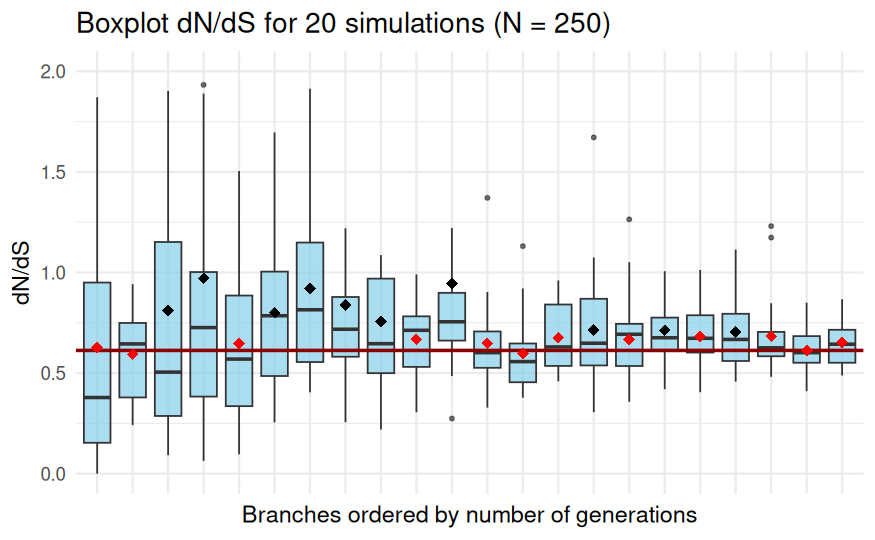 Boxplot dN/dS for 20 simulations (N = 250)
2.0
1.5
1.0
0.5
0.0
dN/dS
Branches ordered by number of generations